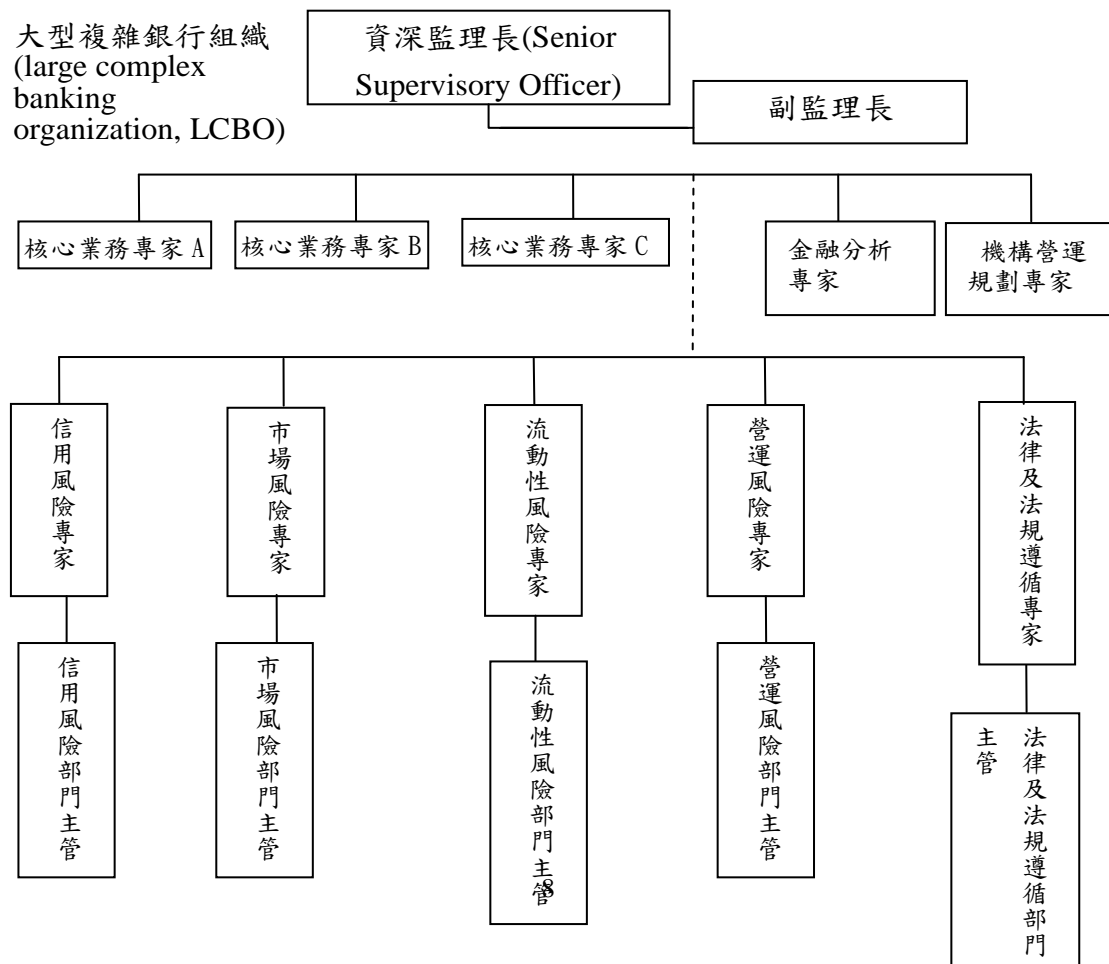 大型複雜銀行組織
(large complex
banking
organization, LCBO)
資深監理長(Senior
Supervisory Officer)
副監理長
核心業務專家 A
核心業務專家 B
核心業務專家 C
金融分析
專家
機構營運
規劃專家
信用風險專家
市場風險專家
流動性風險專家
營運風險專家
法律及法規遵循專家
信用風險部門主管
市場風險部門主管
流動性風險部門主管
營運風險部門主管
法律及法規遵循部門
主管
8